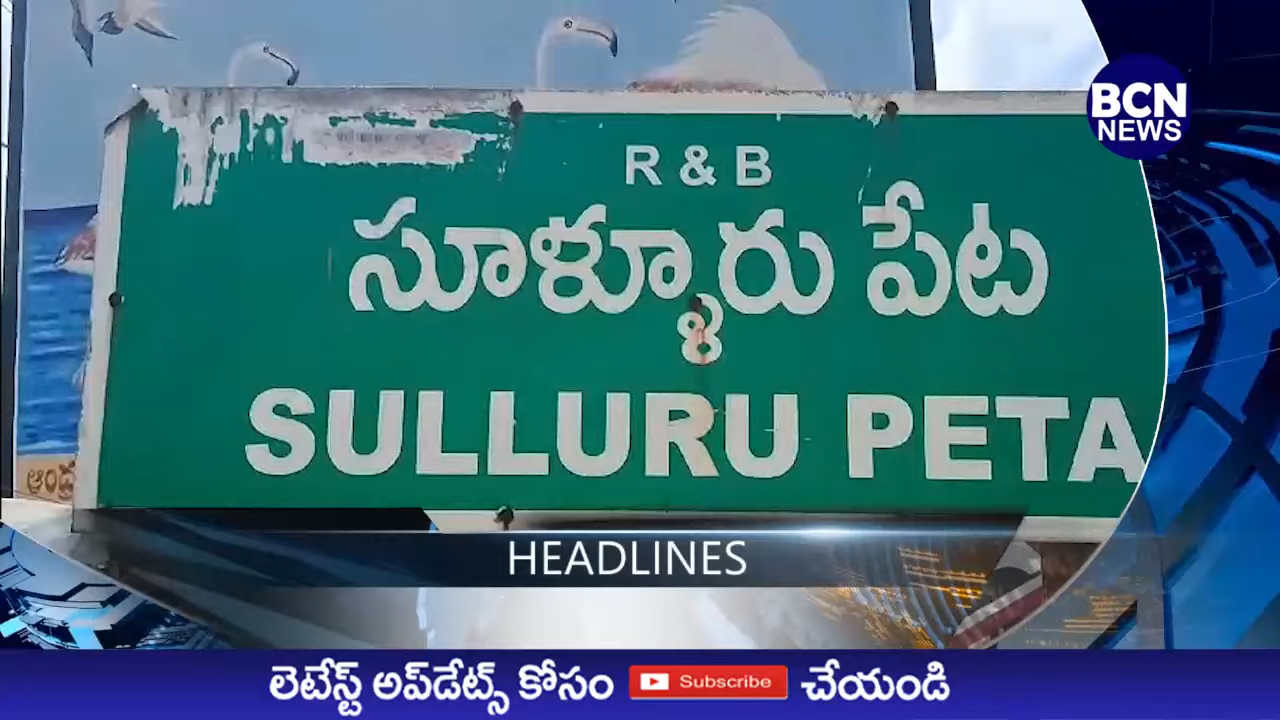 BCN
NEWS
R & B
సూళ్ళూరు పేట
SULLURU PETA
ఆంధ్ర
HEADLINES
లెటేస్ట్ అప్‌డేట్స్ కోసం Subscribe చేయండి